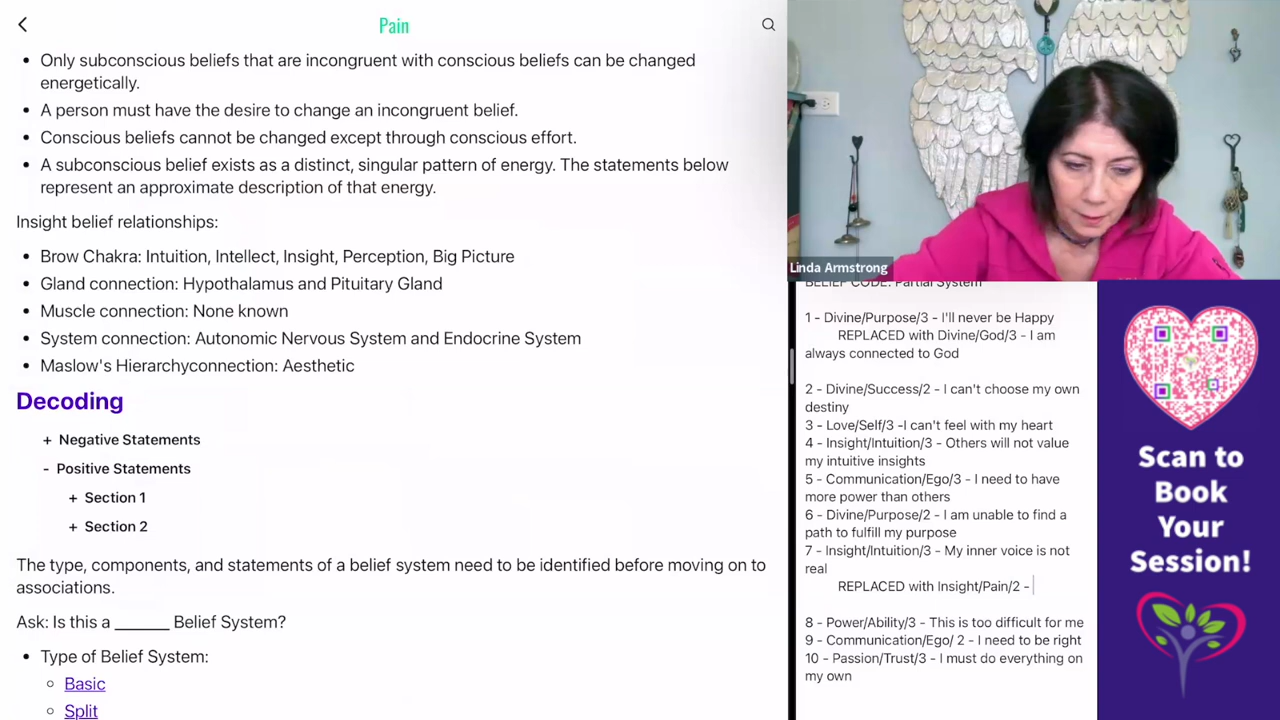 Pain
• Only subconscious beliefs that are incongruent with conscious beliefs can be changed
energetically.
• A person must have the desire to change an incongruent belief.
• Conscious beliefs cannot be changed except through conscious effort.
• A subconscious belief exists as a distinct, singular pattern of energy. The statements below
represent an approximate description of that energy.
Insight belief relationships:
• Brow Chakra: Intuition, Intellect, Insight, Perception, Big Picture
• Gland connection: Hypothalamus and Pituitary Gland
• Muscle connection: None known
• System connection: Autonomic Nervous System and Endocrine System
• Maslow's Hierarchyconnection: Aesthetic
Decoding
+ Negative Statements
- Positive Statements
+ Section 1
+ Section 2
The type, components, and statements of a belief system need to be identified before moving on to
associations.
Ask: Is this a ______ Belief System?
• Type of Belief System:
Basic
Split
Linda Armstrong
BELIEF CODE: Partial System
1 - Divine/Purpose/3 - I'll never be Happy
REPLACED with Divine/God/3 - I am
always connected to God
2 - Divine/Success/2 - I can't choose my own
destiny
3 - Love/Self/3 -I can't feel with my heart
4 - Insight/Intuition/3 - Others will not value
my intuitive insights
5 - Communication/Ego/3 - I need to have
more power than others
6 - Divine/Purpose/2 - I am unable to find a
path to fulfill my purpose
7 - Insight/Intuition/3 - My inner voice is not
real
REPLACED with Insight/Pain/2 -
8 - Power/Ability/3 - This is too difficult for me
9 - Communication/Ego/ 2 - I need to be right
10 - Passion/Trust/3 - I must do everything on
my own
Scan to
Book
Your
Session!